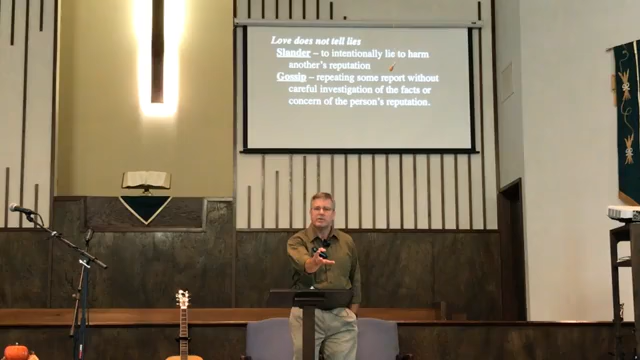 Love does not tell lies
Slander – to intentionally lie to harm
another's reputation
Gossip – repeating some report without
careful investigation of the facts or
concern of the person's reputation.